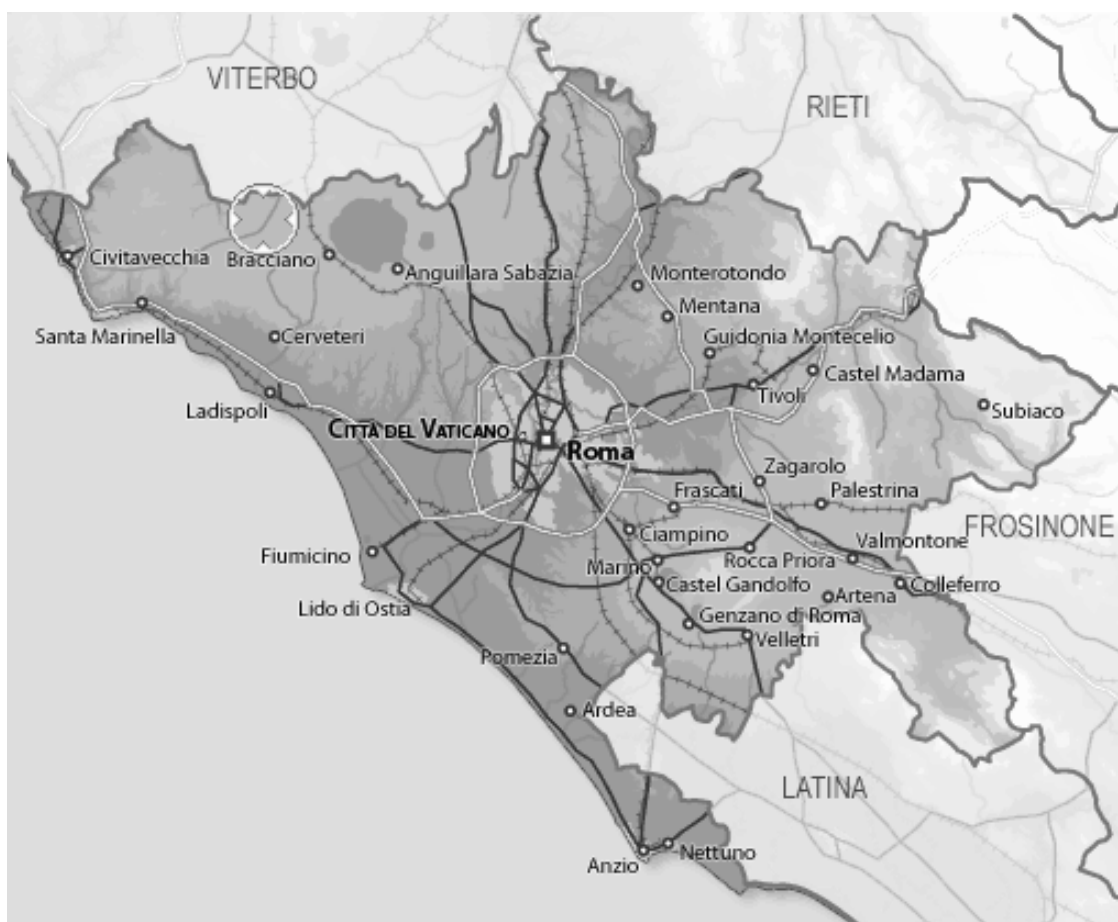 VITERBO
RIETI
Civitavecchia
Bracciano
Anguillara Sabazia
Monterotondo
Mentana
Santa Marinella
Cerveteri
Guidonia Montecelio
Castel Madama
Tivoli
Ladispoli
Subiaco
CITTÀ DEL VATICANO
Roma
Zagarolo
Frascati
Palestrina
FROSINONE
Ciampino
Valmontone
Fiumicino
Marino
Rocca Priora
Castel Gandolfo
Colleferro
Artena
Lido di Ostia
Genzano di Roma
Velletri
Pomezia
Ardea
LATINA
Anzio
Nettuno